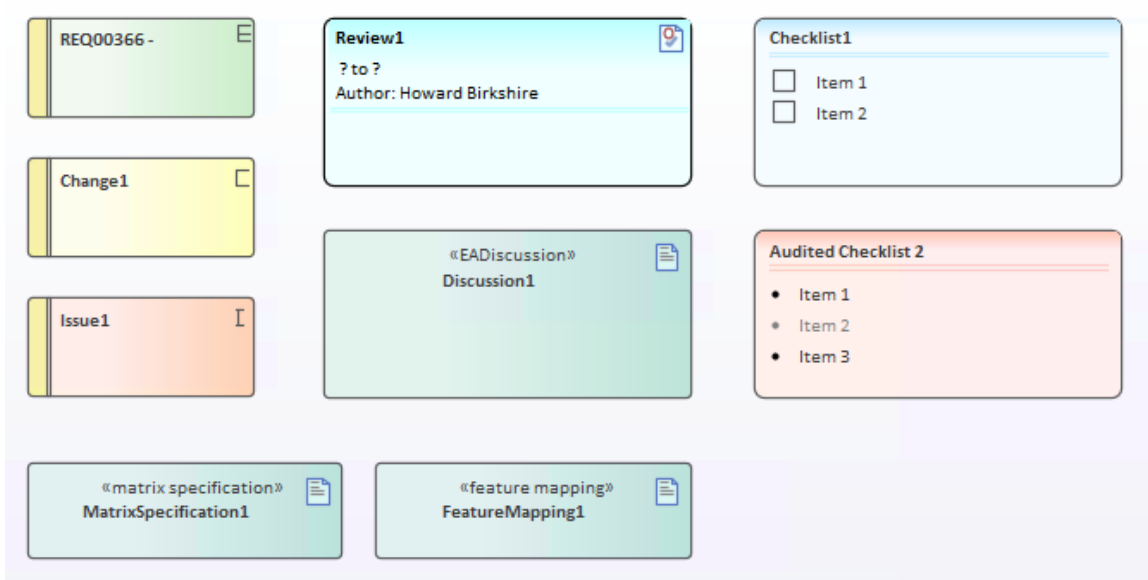 REQ00366 -
Review1
? to ?
Author: Howard Birkshire
Checklist1
Item 1
Item 2
Change1
«EADiscussion»
Discussion1
Audited Checklist 2
Item 1
Item 2
Item 3
Issue1
«matrix specification»
MatrixSpecification1
«feature mapping»
FeatureMapping1